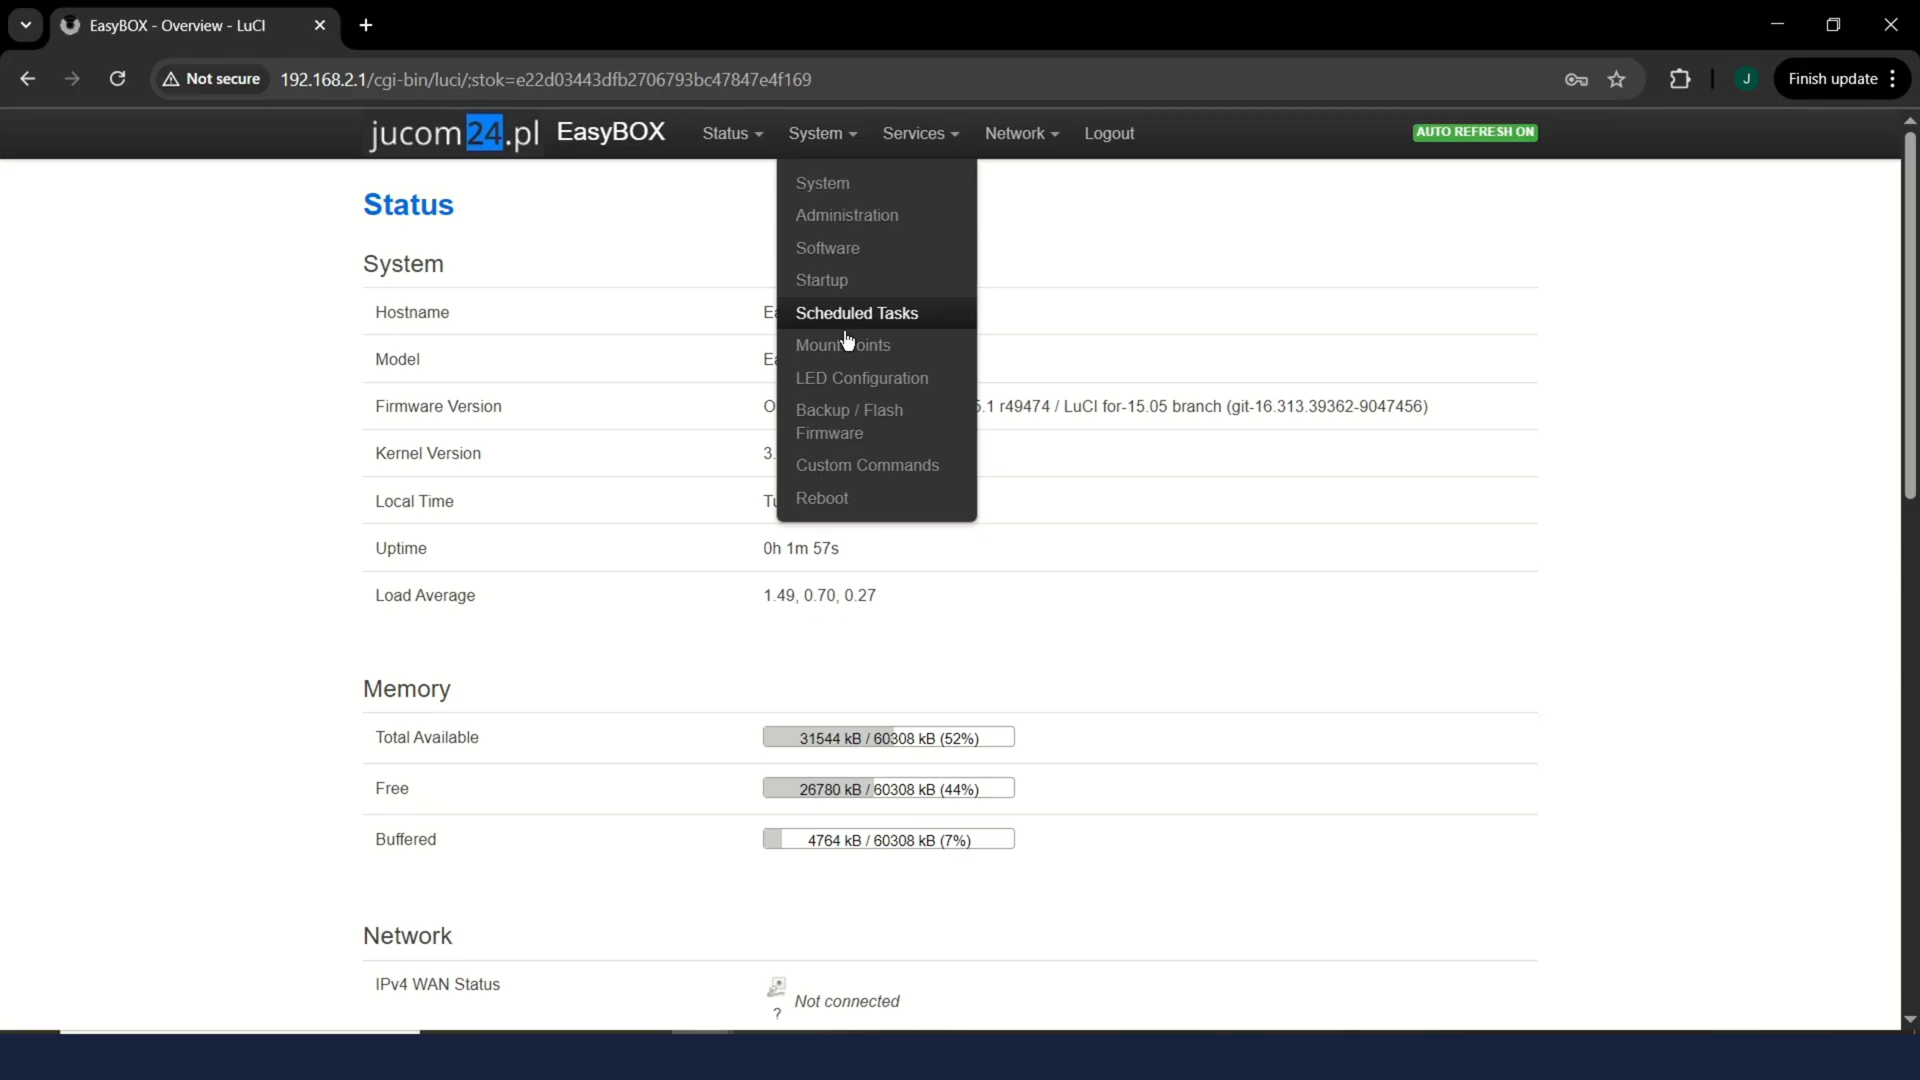 EasyBOX - Overview - LuCI
Not secure
192.168.2.1/cgi-bin/luci/;stok=e22d03443dfb2706793bc47847e4f169
J
Finish update
jucom24.pl EasyBOX Status System Services Network Logout
AUTO REFRESH ON
System
Administration
Software
Startup
Scheduled Tasks
Mount Points
LED Configuration
Backup / Flash
Firmware
Custom Commands
Reboot
Status
System
Hostname
Model
Firmware Version 5.1 r49474 / LuCI for-15.05 branch (git-16.313.39362-9047456)
Kernel Version 3.
Local Time
Uptime 0h 1m 57s
Load Average 1.49, 0.70, 0.27
Memory
Total Available 31544 kB / 60308 kB (52%)
Free 26780 kB / 60308 kB (44%)
Buffered 4764 kB / 60308 kB (7%)
Network
IPv4 WAN Status Not connected
?